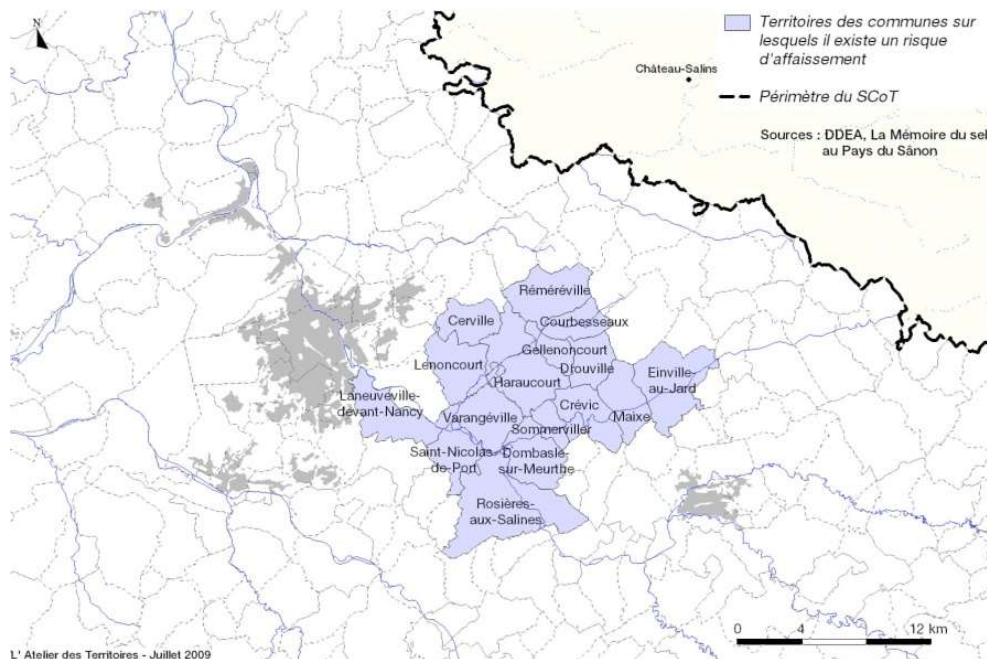 N
Territoires des communes sur
lesquels il existe un risque
d'affaissement
Château-Salins
Périmètre du SCoT
Sources : DDEA, La Mémoire du sel
au Pays du Sânon
Réméréville
Cerville
Courbesseaux
Gellenoncourt
Lenoncourt
Drouville
Einville-
au-Jard
Haraucourt
Laneuveville-
devant-Nancy
Crévic
Varangéville
Maixe
Sommerviller
Saint-Nicolas-
de-Port
Dombasle-
sur-Meurthe
Rosières-
aux-Salines
0 4 12 km
L' Atelier des Territoires - Juillet 2009